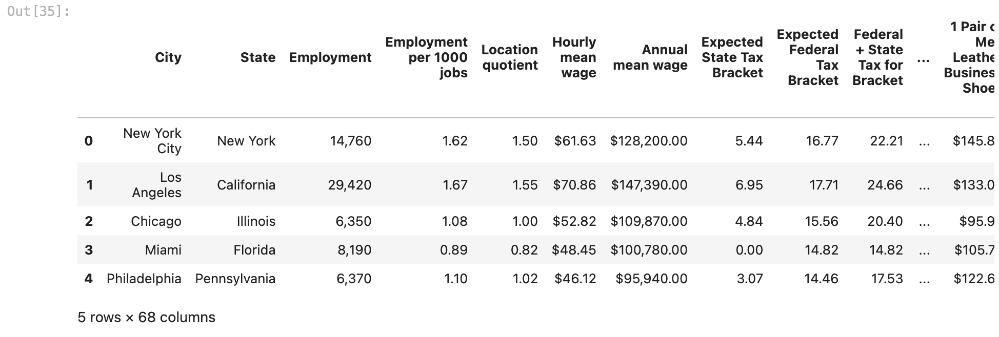 Out[35]:
City State Employment Employment per 1000 jobs Location quotient Hourly mean wage Annual mean wage Expected State Tax Bracket Expected Federal Tax Bracket Federal + State Tax for Bracket ... 1 Pair Me Leathe Busines Shoe
0 New York City New York 14,760 1.62 1.50 $61.63 $128,200.00 5.44 16.77 22.21 ... $145.8
1 Los Angeles California 29,420 1.67 1.55 $70.86 $147,390.00 6.95 17.71 24.66 ... $133.0
2 Chicago Illinois 6,350 1.08 1.00 $52.82 $109,870.00 4.84 15.56 20.40 ... $95.9
3 Miami Florida 8,190 0.89 0.82 $48.45 $100,780.00 0.00 14.82 14.82 ... $105.7
4 Philadelphia Pennsylvania 6,370 1.10 1.02 $46.12 $95,940.00 3.07 14.46 17.53 ... $122.6
5 rows × 68 columns